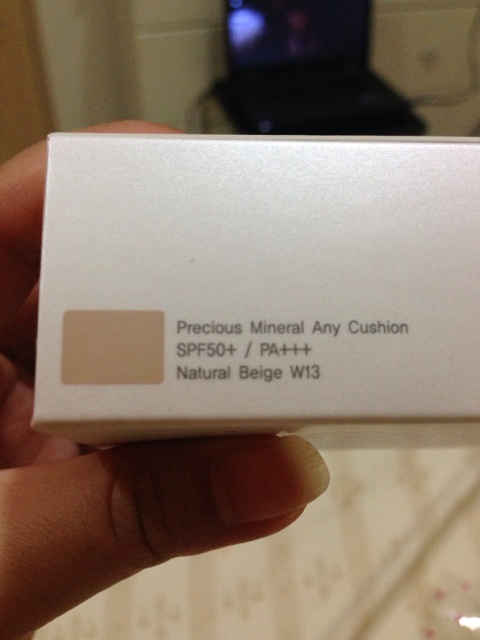 Precious Mineral Any Cushion
SPF50+ / PA+++
Natural Beige W13